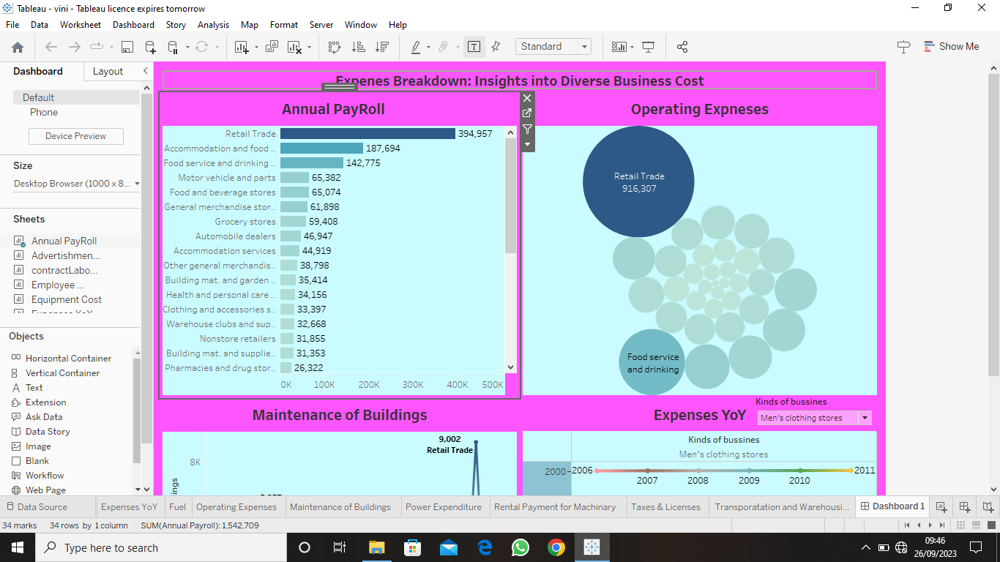 Tableau - vini - Tableau licence expires tomorrow
File Data Worksheet Dashboard Story Analysis Map Format Server Window Help
Standard
Show Me
Dashboard Layout
Default
Phone
Device Preview
Size
Desktop Browser (1000 x 8...
Sheets
Annual PayRoll
Advertishmen...
contractLabo...
Employee ...
Equipment Cost
Expenses YoY
Objects
Horizontal Container
Vertical Container
Text
Extension
Ask Data
Data Story
Image
Blank
Workflow
Web Page
Expenes Breakdown: Insights into Diverse Business Cost
Annual PayRoll
Retail Trade 394,957
Accommodation and food .. 187,694
Food service and drinking .. 142,775
Motor vehicle and parts 65,382
Food and beverage stores 65,074
General merchandise stor.. 61,898
Grocery stores 59,408
Automobile dealers 46,947
Accommodation services 44,919
Other general merchandis.. 38,798
Building mat. and garden .. 35,414
Health and personal care .. 34,156
Clothing and accessories s.. 33,397
Warehouse clubs and sup.. 32,668
Nonstore retailers 31,855
Building mat. and supplie.. 31,353
Pharmacies and drug stor.. 26,322
0K 100K 200K 300K 400K 500K
Operating Expneses
Retail Trade
916,307
Food service
and drinking
Maintenance of Buildings
9,002
Retail Trade
8K
Expenses YoY
Kinds of bussines
Men's clothing stores
Kinds of bussines
Men's clothing stores
2000
2006 2007 2008 2009 2010 2011
Data Source Expenses YoY Fuel Operating Expenses Maintenance of Buildings Power Expenditure Rental Payment for Machinary Taxes & Licenses Transporatation and Warehousi... Dashboard 1
34 marks 34 rows by 1 column SUM(Annual Payroll): 1,542,709
Type here to search
09:46
26/09/2023